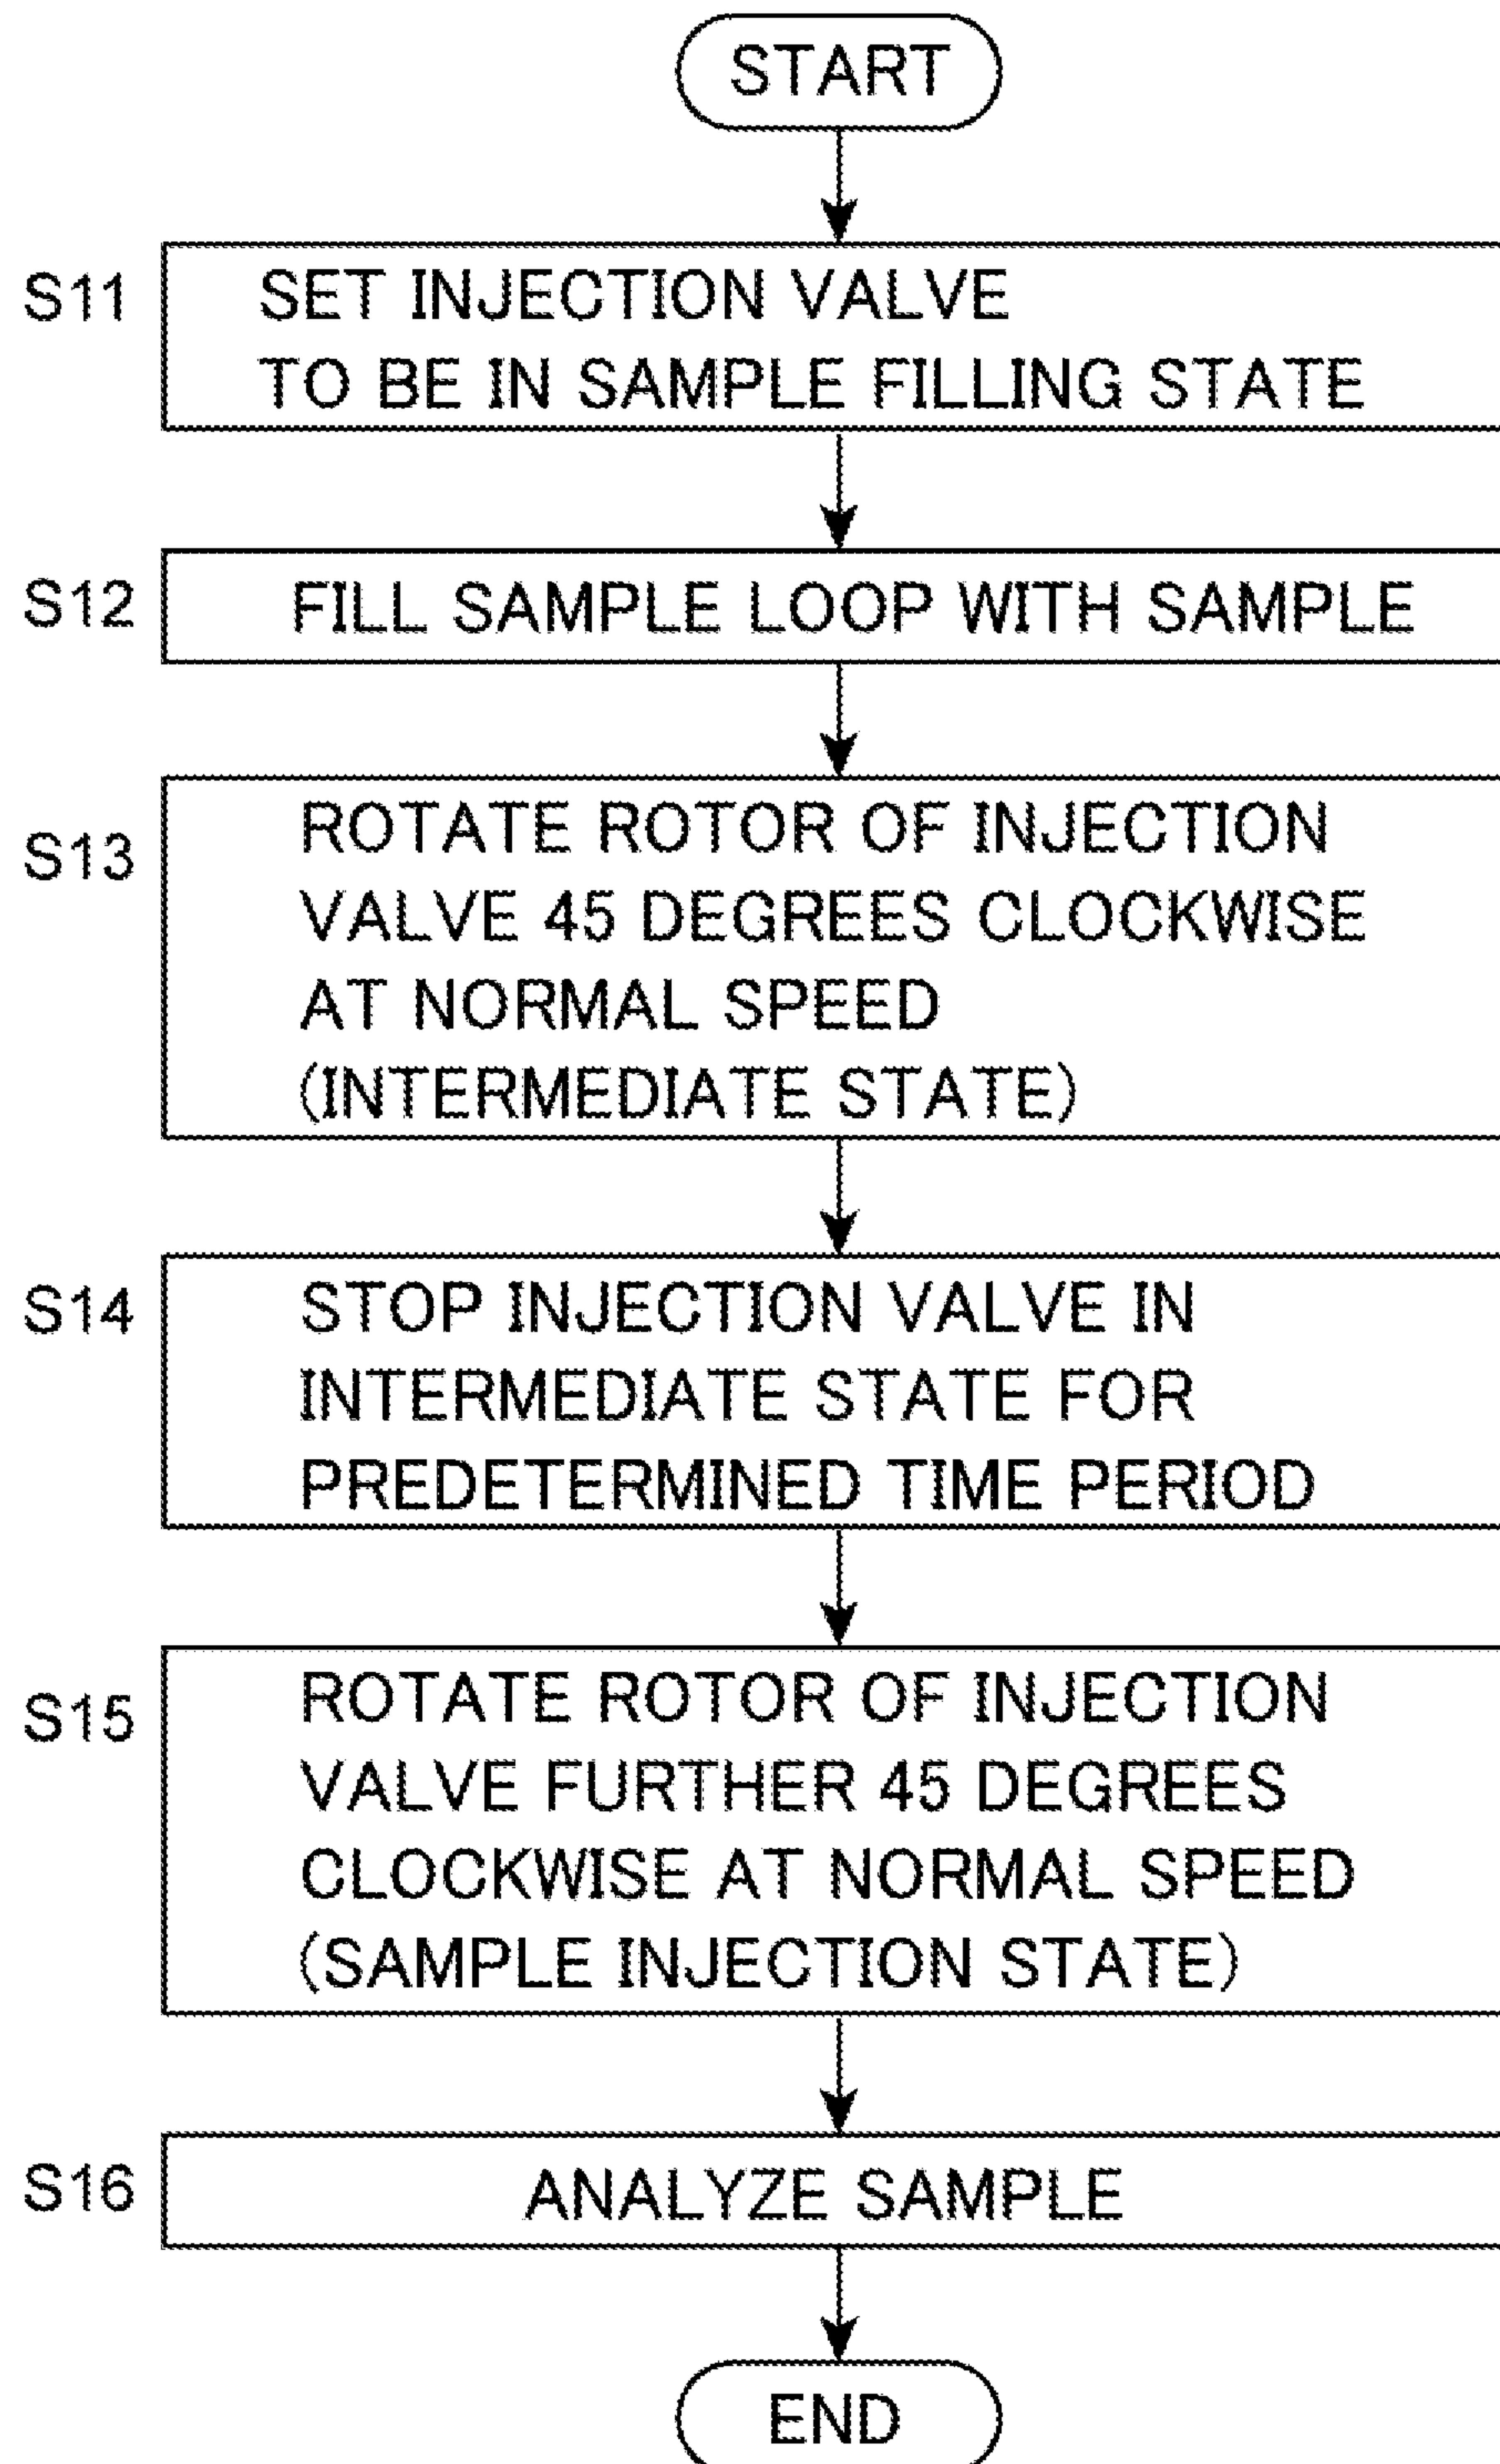 START
S11
SET INJECTION VALVE
TO BE IN SAMPLE FILLING STATE
S12
FILL SAMPLE LOOP WITH SAMPLE
S13
ROTATE ROTOR OF INJECTION
VALVE 45 DEGREES CLOCKWISE
AT NORMAL SPEED
(INTERMEDIATE STATE)
S14
STOP INJECTION VALVE IN
INTERMEDIATE STATE FOR
PREDETERMINED TIME PERIOD
S15
ROTATE ROTOR OF INJECTION
VALVE FURTHER 45 DEGREES
CLOCKWISE AT NORMAL SPEED
(SAMPLE INJECTION STATE)
S16
ANALYZE SAMPLE
END